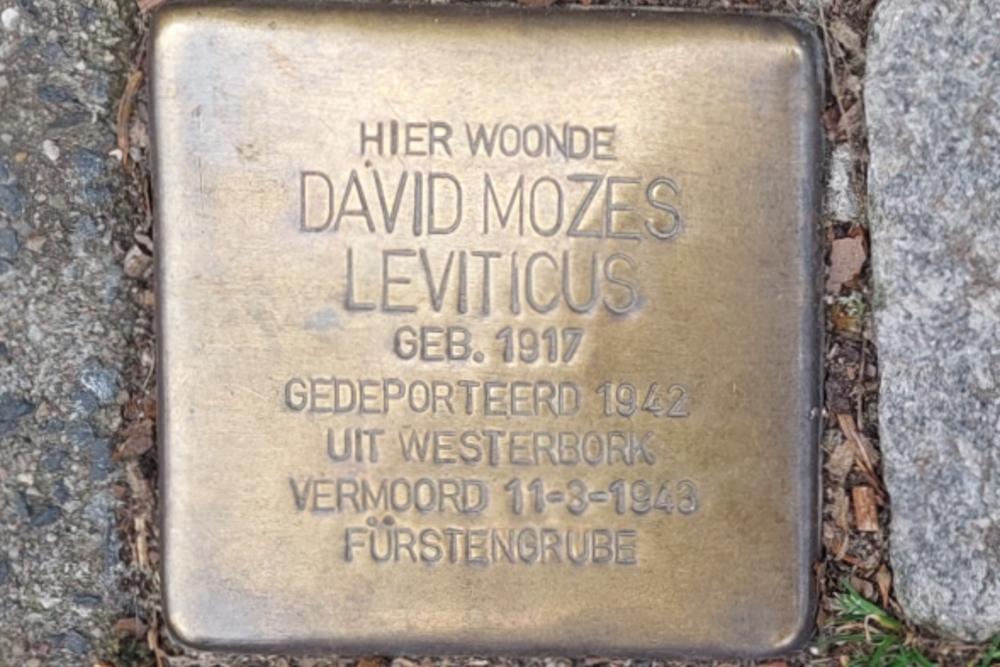 HIER WOONDE
DAVID MOZES
LEVITICUS
GEB. 1917
GEDEPORTEERD 1942
UIT WESTERBORK
VERMOORD 11-3-1943
FÜRSTENGRUBE